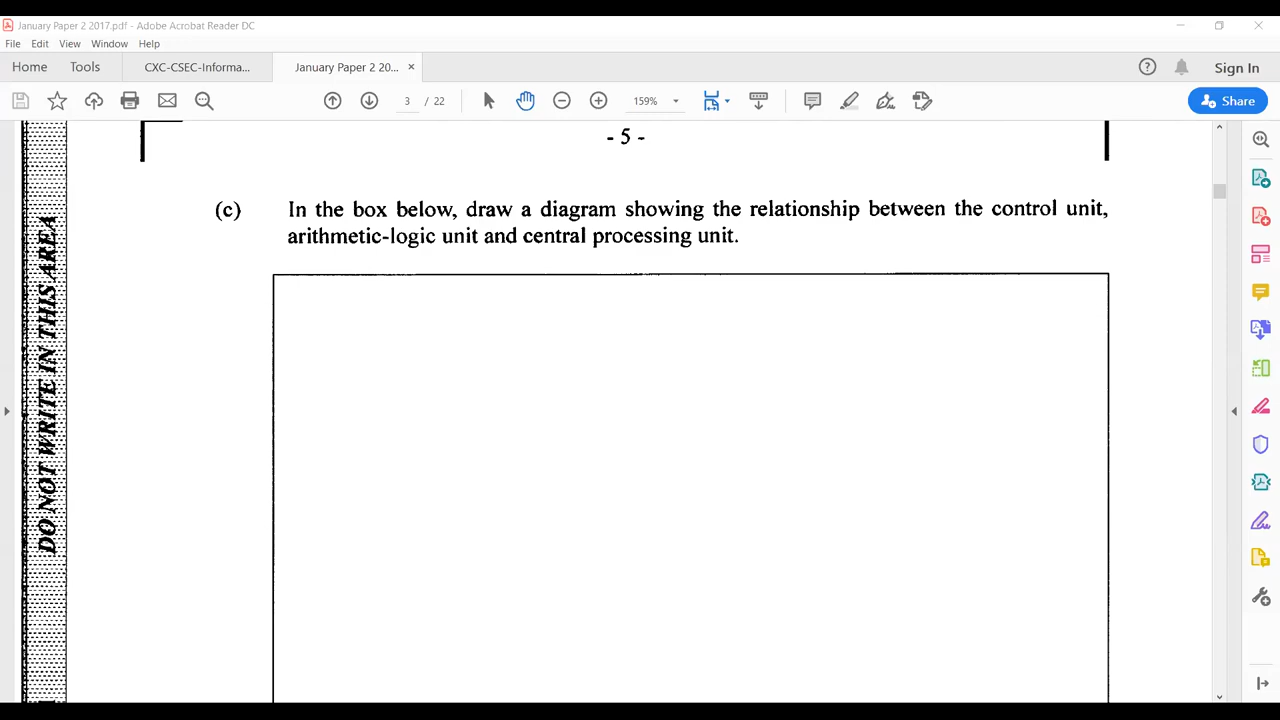 January Paper 2 2017.pdf - Adobe Acrobat Reader DC
File Edit View Window Help
Home Tools CXC-CSEC-Informa... January Paper 2 20... × Sign In
3 / 22 159% Share
- 5 -
(c) In the box below, draw a diagram showing the relationship between the control unit,
arithmetic-logic unit and central processing unit.
DO NOT WRITE IN THIS AREA